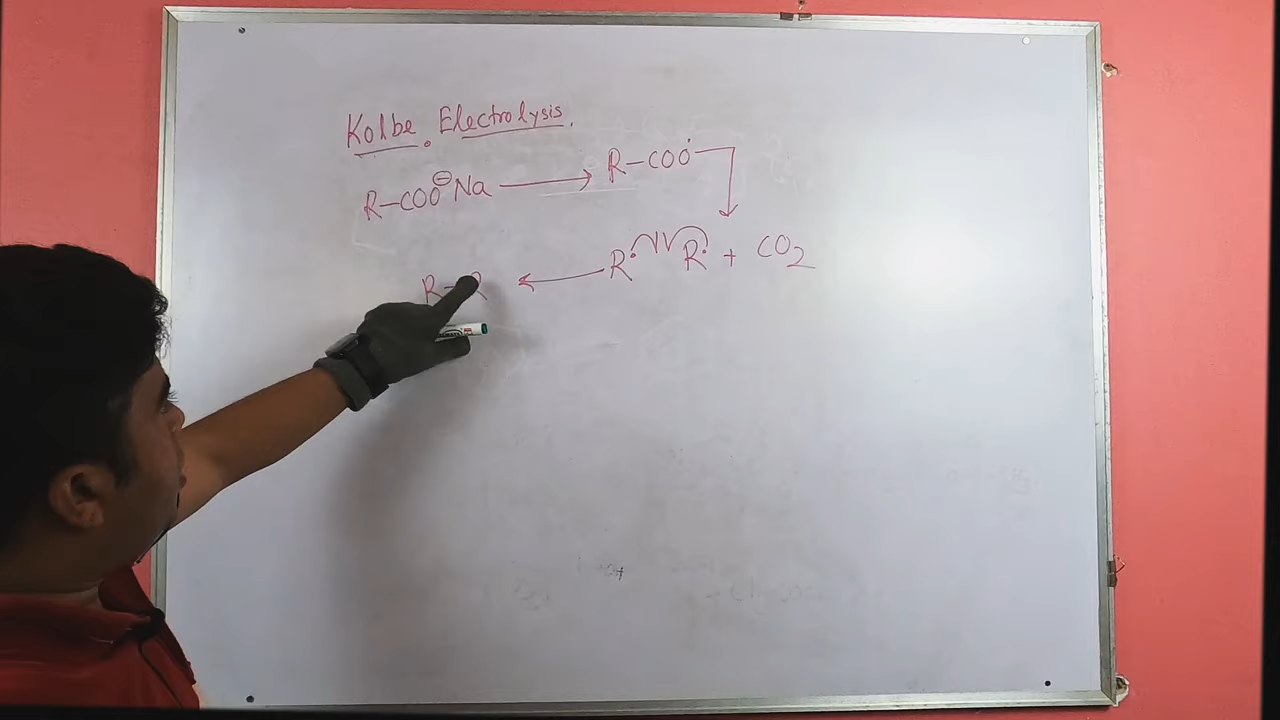 Kolbe. Electrolysis.
R-COO⊖Na → R-COO•
R• R• + CO2
R-R ←